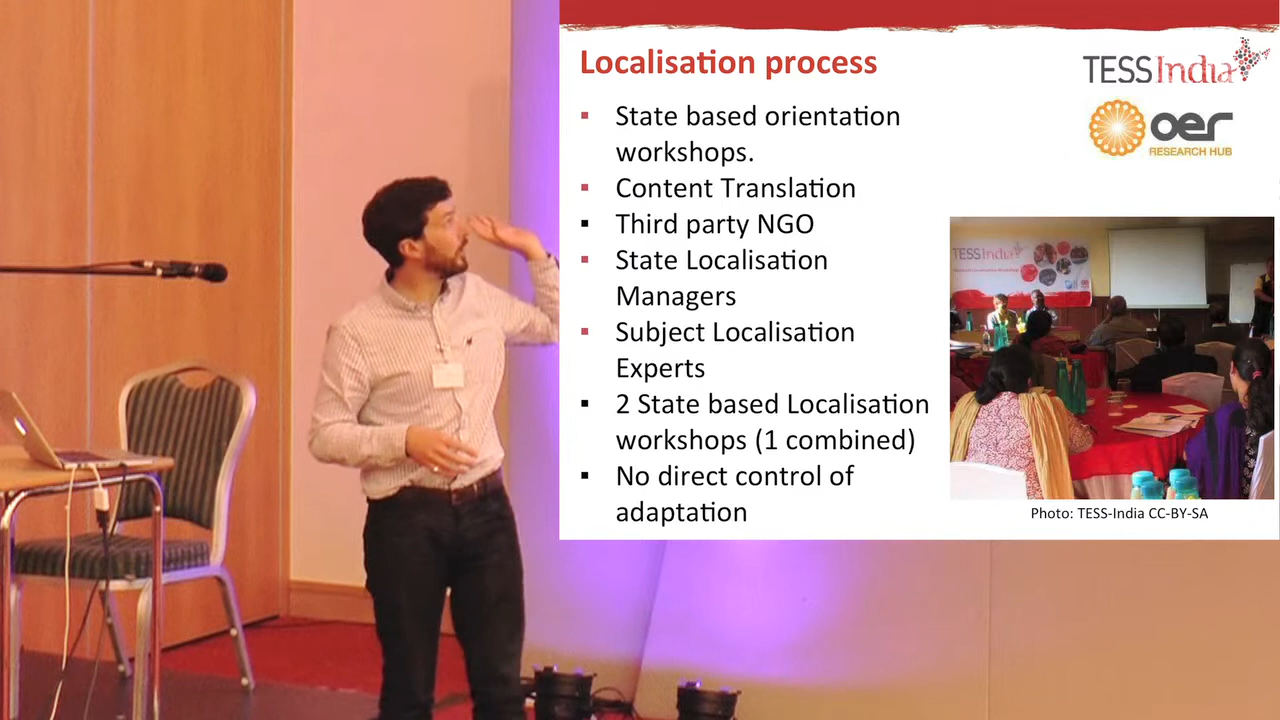 Localisation process
TESSIndia
oer
RESEARCH HUB
▪ State based orientation
workshops.
▪ Content Translation
▪ Third party NGO
▪ State Localisation
Managers
▪ Subject Localisation
Experts
▪ 2 State based Localisation
workshops (1 combined)
▪ No direct control of
adaptation
TESSIndia
Photo: TESS-India CC-BY-SA